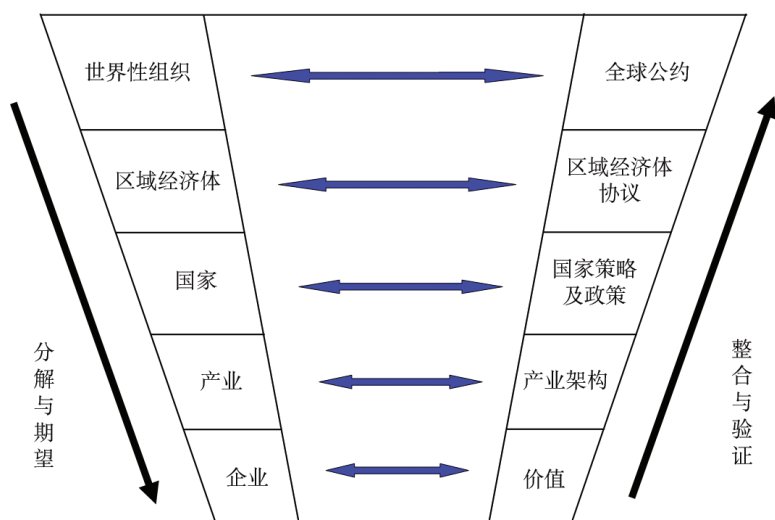 世界性组织
全球公约
区域经济体
区域经济体
协议
国家
国家策略
及政策
产业
产业架构
企业
价值
分解与期望
整合与验证